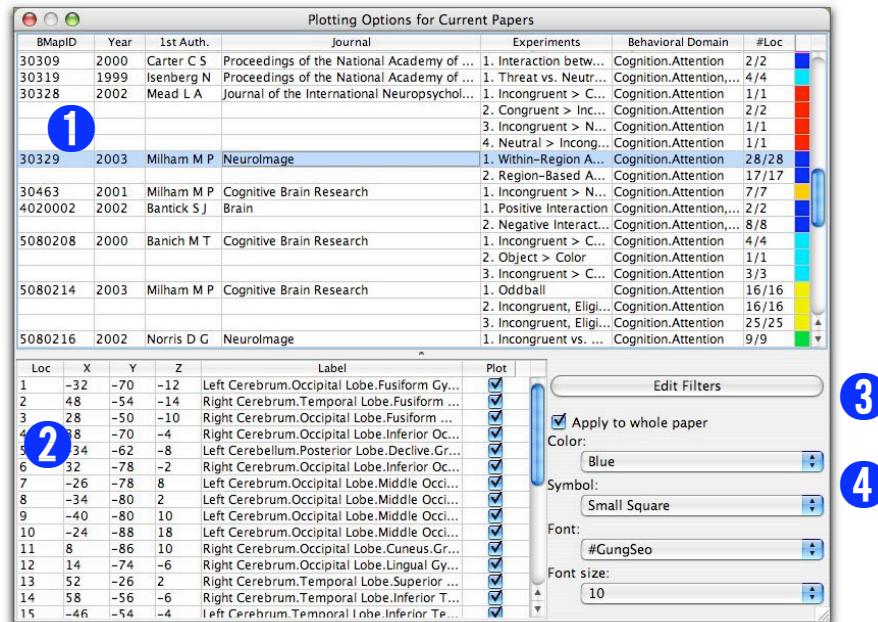 Plotting Options for Current Papers
BMapID Year 1st Auth. Journal Experiments Behavioral Domain #Loc
30309 2000 Carter C S Proceedings of the National Academy of ... 1. Interaction betw... Cognition.Attention 2/2
30319 1999 Isenberg N Proceedings of the National Academy of ... 1. Threat vs. Neutr... Cognition.Attention,... 4/4
30328 2002 Mead L A Journal of the International Neuropsychol... 1. Incongruent > C... Cognition.Attention 1/1
2. Congruent > Inc... Cognition.Attention 2/2
3. Incongruent > N... Cognition.Attention 1/1
4. Neutral > Incong... Cognition.Attention 1/1
1
30329 2003 Milham M P NeuroImage 1. Within-Region A... Cognition.Attention 28/28
2. Region-Based A... Cognition.Attention 17/17
30463 2001 Milham M P Cognitive Brain Research 1. Incongruent > N... Cognition.Attention 7/7
4020002 2002 Bantick S J Brain 1. Positive Interaction Cognition.Attention,... 2/2
2. Negative Interact... Cognition.Attention,... 8/8
5080208 2000 Banich M T Cognitive Brain Research 1. Incongruent > C... Cognition.Attention 4/4
2. Object > Color Cognition.Attention 1/1
3. Incongruent > C... Cognition.Attention 3/3
5080214 2003 Milham M P Cognitive Brain Research 1. Oddball Cognition.Attention 16/16
2. Incongruent, Eligi... Cognition.Attention 16/16
3. Incongruent, Eligi... Cognition.Attention 25/25
5080216 2002 Norris D G NeuroImage 1. Incongruent vs. ... Cognition.Attention 9/9
Loc X Y Z Label Plot
1 -32 -70 -12 Left Cerebrum.Occipital Lobe.Fusiform Gy...
2 48 -54 -14 Right Cerebrum.Temporal Lobe.Fusiform ...
3 28 -50 -10 Right Cerebrum.Occipital Lobe.Fusiform ...
-70 -4 Right Cerebrum.Occipital Lobe.Inferior Oc...
2
-62 -8 Left Cerebellum.Posterior Lobe.Declive.Gr...
6 32 -78 -2 Right Cerebrum.Occipital Lobe.Inferior Oc...
7 -26 -78 8 Left Cerebrum.Occipital Lobe.Middle Occi...
8 -34 -80 2 Left Cerebrum.Occipital Lobe.Middle Occi...
9 -40 -80 10 Left Cerebrum.Occipital Lobe.Middle Occi...
10 -24 -88 18 Left Cerebrum.Occipital Lobe.Middle Occi...
11 8 -86 10 Right Cerebrum.Occipital Lobe.Cuneus.Gr...
12 14 -74 -6 Right Cerebrum.Occipital Lobe.Lingual Gy...
13 52 -26 2 Right Cerebrum.Temporal Lobe.Superior ...
14 58 -56 -6 Right Cerebrum.Temporal Lobe.Inferior T...
15 -46 -54 -4 Left Cerebrum.Temporal Lobe.Inferior Te...
Edit Filters
3
Apply to whole paper
Color:
Blue
4
Symbol:
Small Square
Font:
#GungSeo
Font size:
10